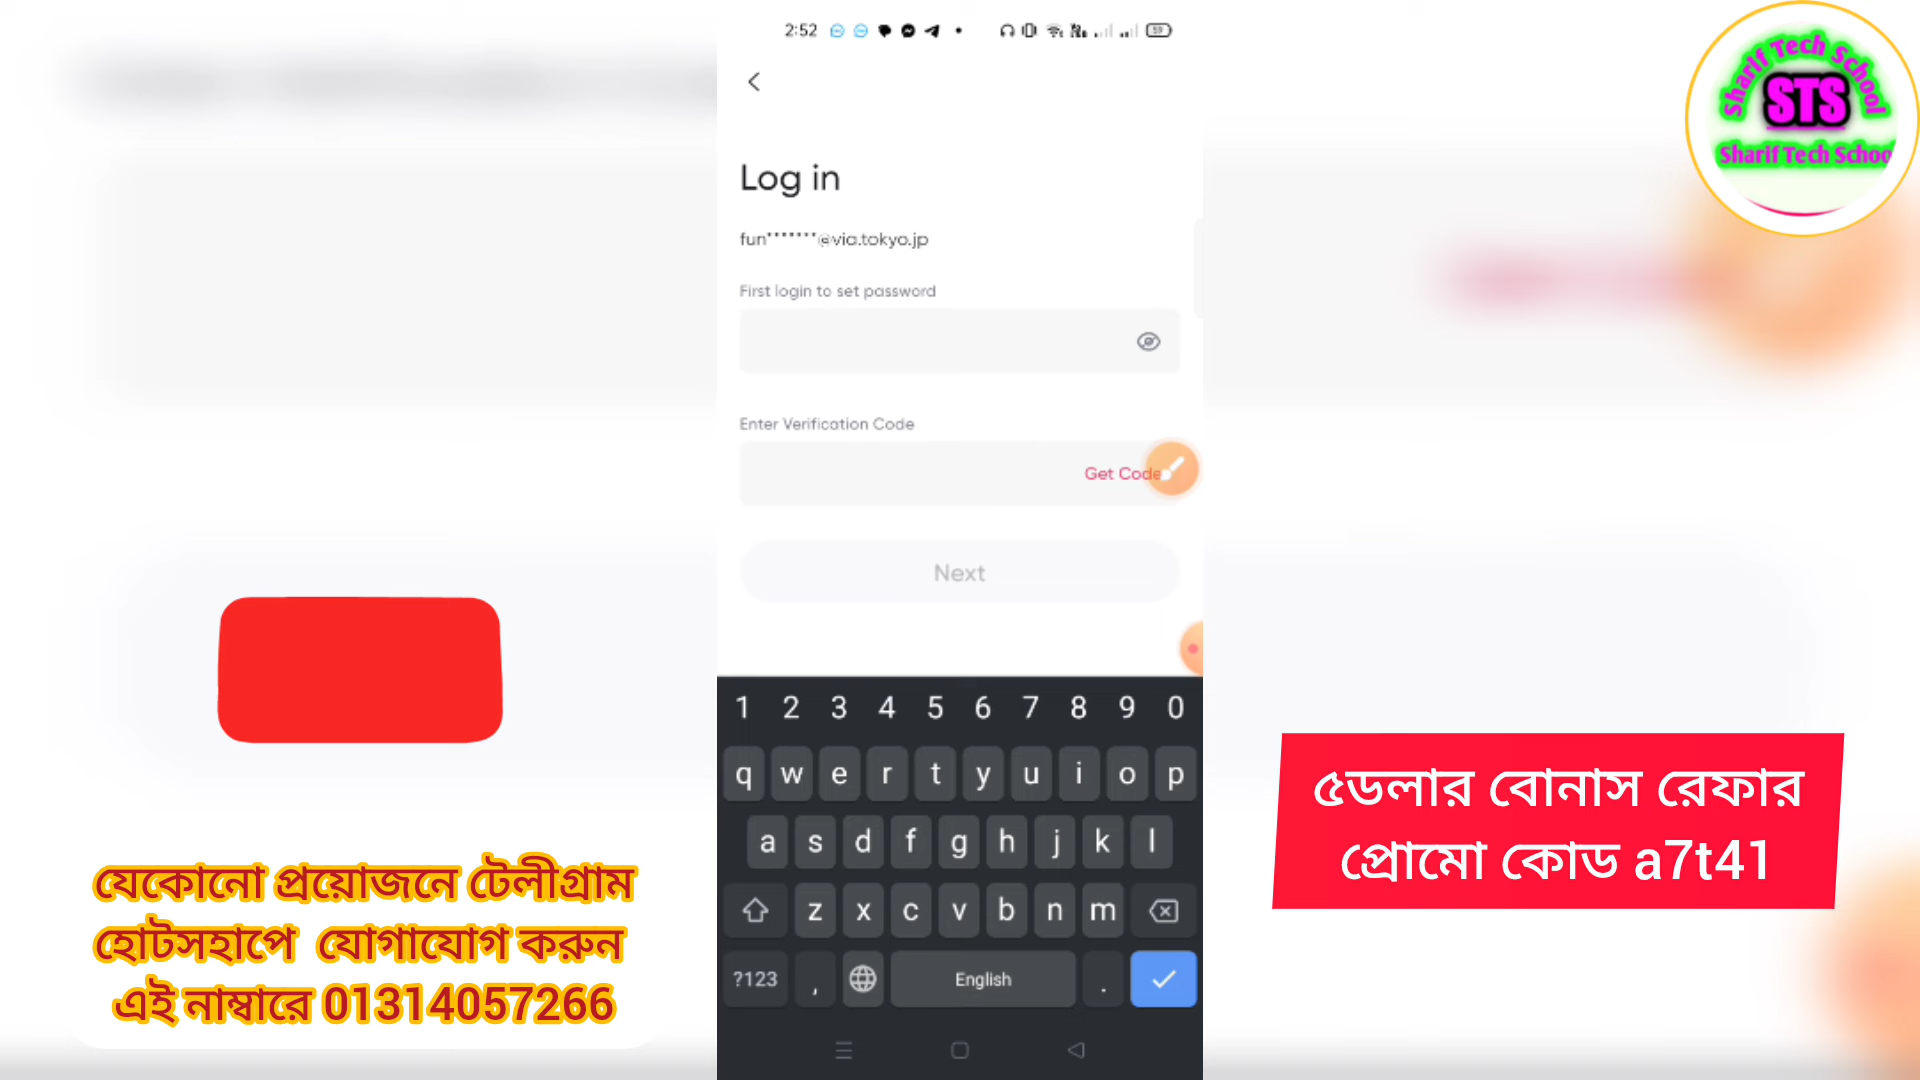 2:52
59
Log in
fun*******@via.tokyo.jp
First login to set password
Enter Verification Code
Get Code
Next
1 2 3 4 5 6 7 8 9 0
q w e r t y u i o p
a s d f g h j k l
z x c v b n m
?123 , English .
Sharif Tech School
STS
Sharif Tech School
৫ডলার বোনাস রেফার
প্রোমো কোড a7t41
যেকোনো প্রয়োজনে টেলীগ্রাম
হোটসহাপে যোগাযোগ করুন
এই নাম্বারে 01314057266